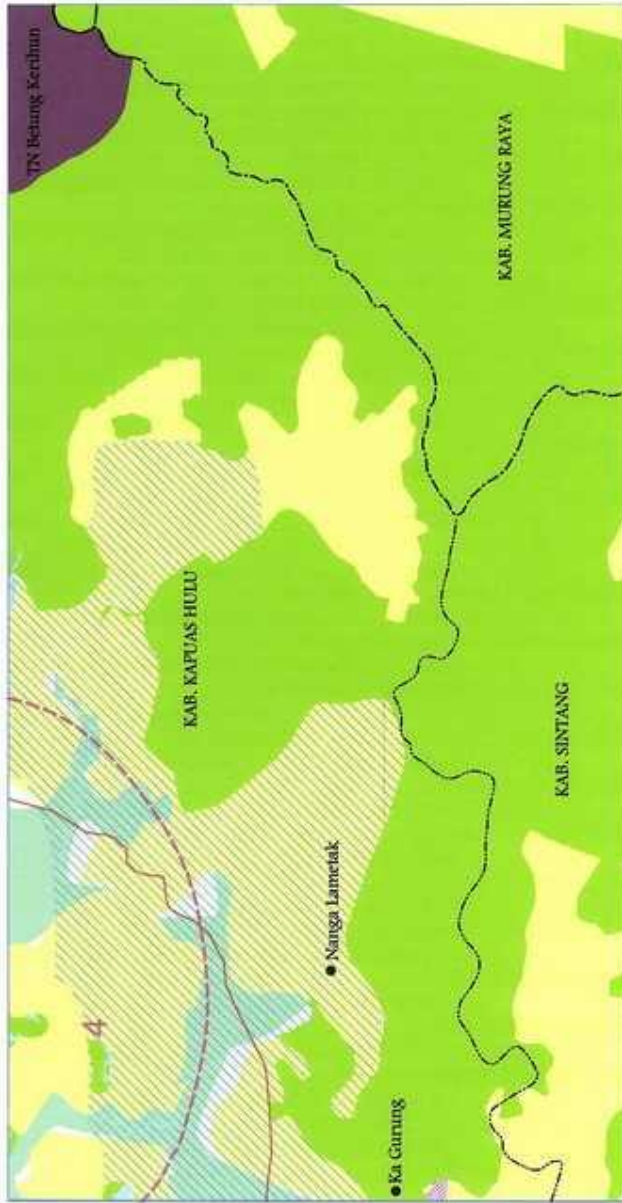 TN Betung Kerihun
KAB. KAPUAS HULU
KAB. MURUNG RAYA
4
Nanga Lametak
KAB. SINTANG
Ka Gurung